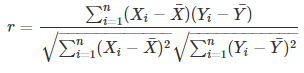 r = \frac{\sum_{i=1}^{n}(X_i - \bar{X})(Y_i - \bar{Y})}{\sqrt{\sum_{i=1}^{n}(X_i - \bar{X})^2}\sqrt{\sum_{i=1}^{n}(Y_i - \bar{Y})^2}}